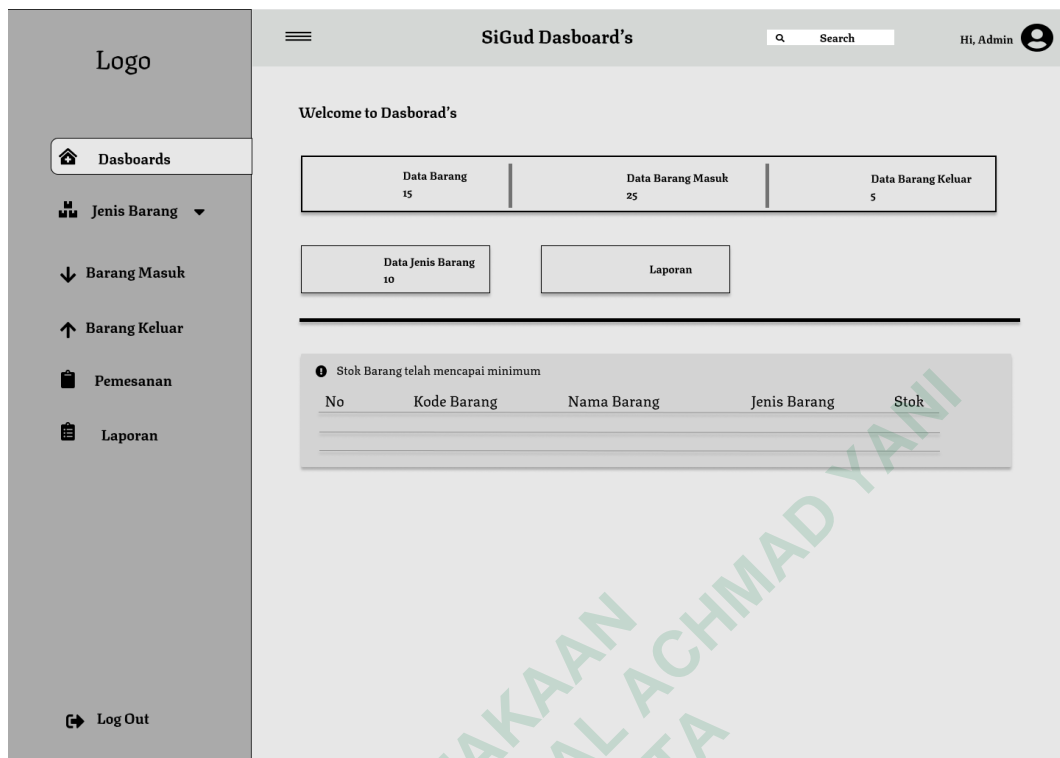 Logo
SiGud Dasboard's
Search
Hi, Admin
Welcome to Dasborad's
Dasboards
Jenis Barang
Barang Masuk
Barang Keluar
Pemesanan
Laporan
Log Out
Data Barang
15
Data Barang Masuk
25
Data Barang Keluar
5
Data Jenis Barang
10
Laporan
Stok Barang telah mencapai minimum
No Kode Barang Nama Barang Jenis Barang Stok
ACHMAD YANI